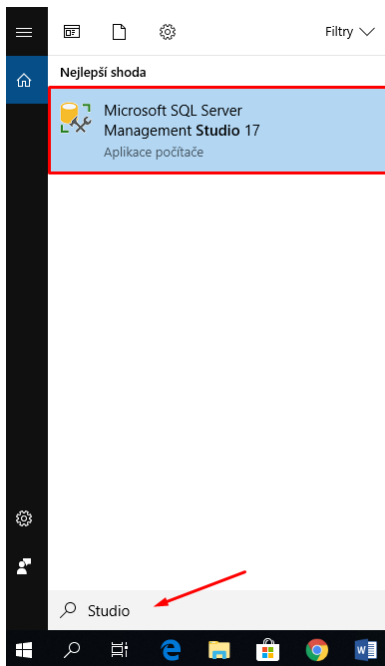 Filtry
Nejlepší shoda
Microsoft SQL Server
Management Studio 17
Aplikace počítače
Studio